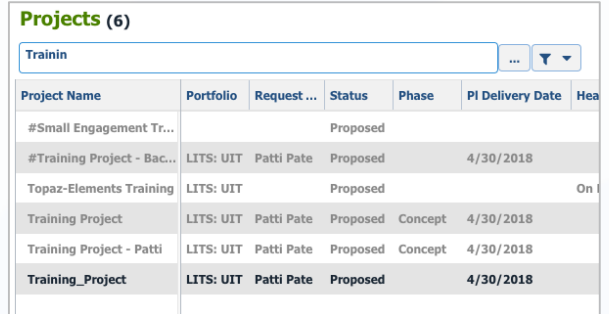 Projects (6)
Trainin ...
Project Name Portfolio Request ... Status Phase Pl Delivery Date Hea
#Small Engagement Tr... Proposed
#Training Project - Bac... LITS: UIT Patti Pate Proposed 4/30/2018
Topaz-Elements Training LITS: UIT Proposed On
Training Project LITS: UIT Patti Pate Proposed Concept 4/30/2018
Training Project - Patti LITS: UIT Patti Pate Proposed Concept 4/30/2018
Training_Project LITS: UIT Patti Pate Proposed 4/30/2018